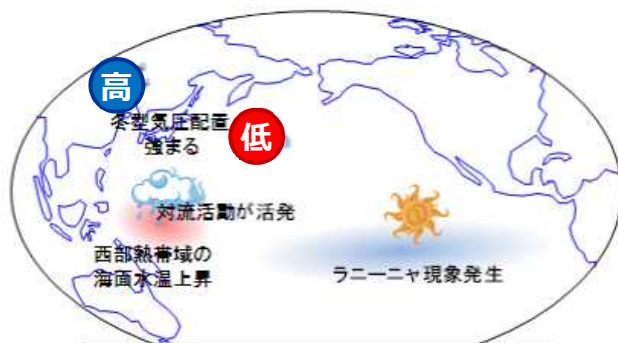 高
低
冬型気圧配置
強まる
対流活動が活発
西部熱帯域の
海面水温上昇
ラニーニャ現象発生